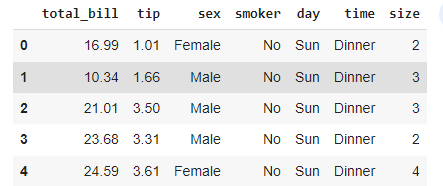 total_bill tip sex smoker day time size
0 16.99 1.01 Female No Sun Dinner 2
1 10.34 1.66 Male No Sun Dinner 3
2 21.01 3.50 Male No Sun Dinner 3
3 23.68 3.31 Male No Sun Dinner 2
4 24.59 3.61 Female No Sun Dinner 4